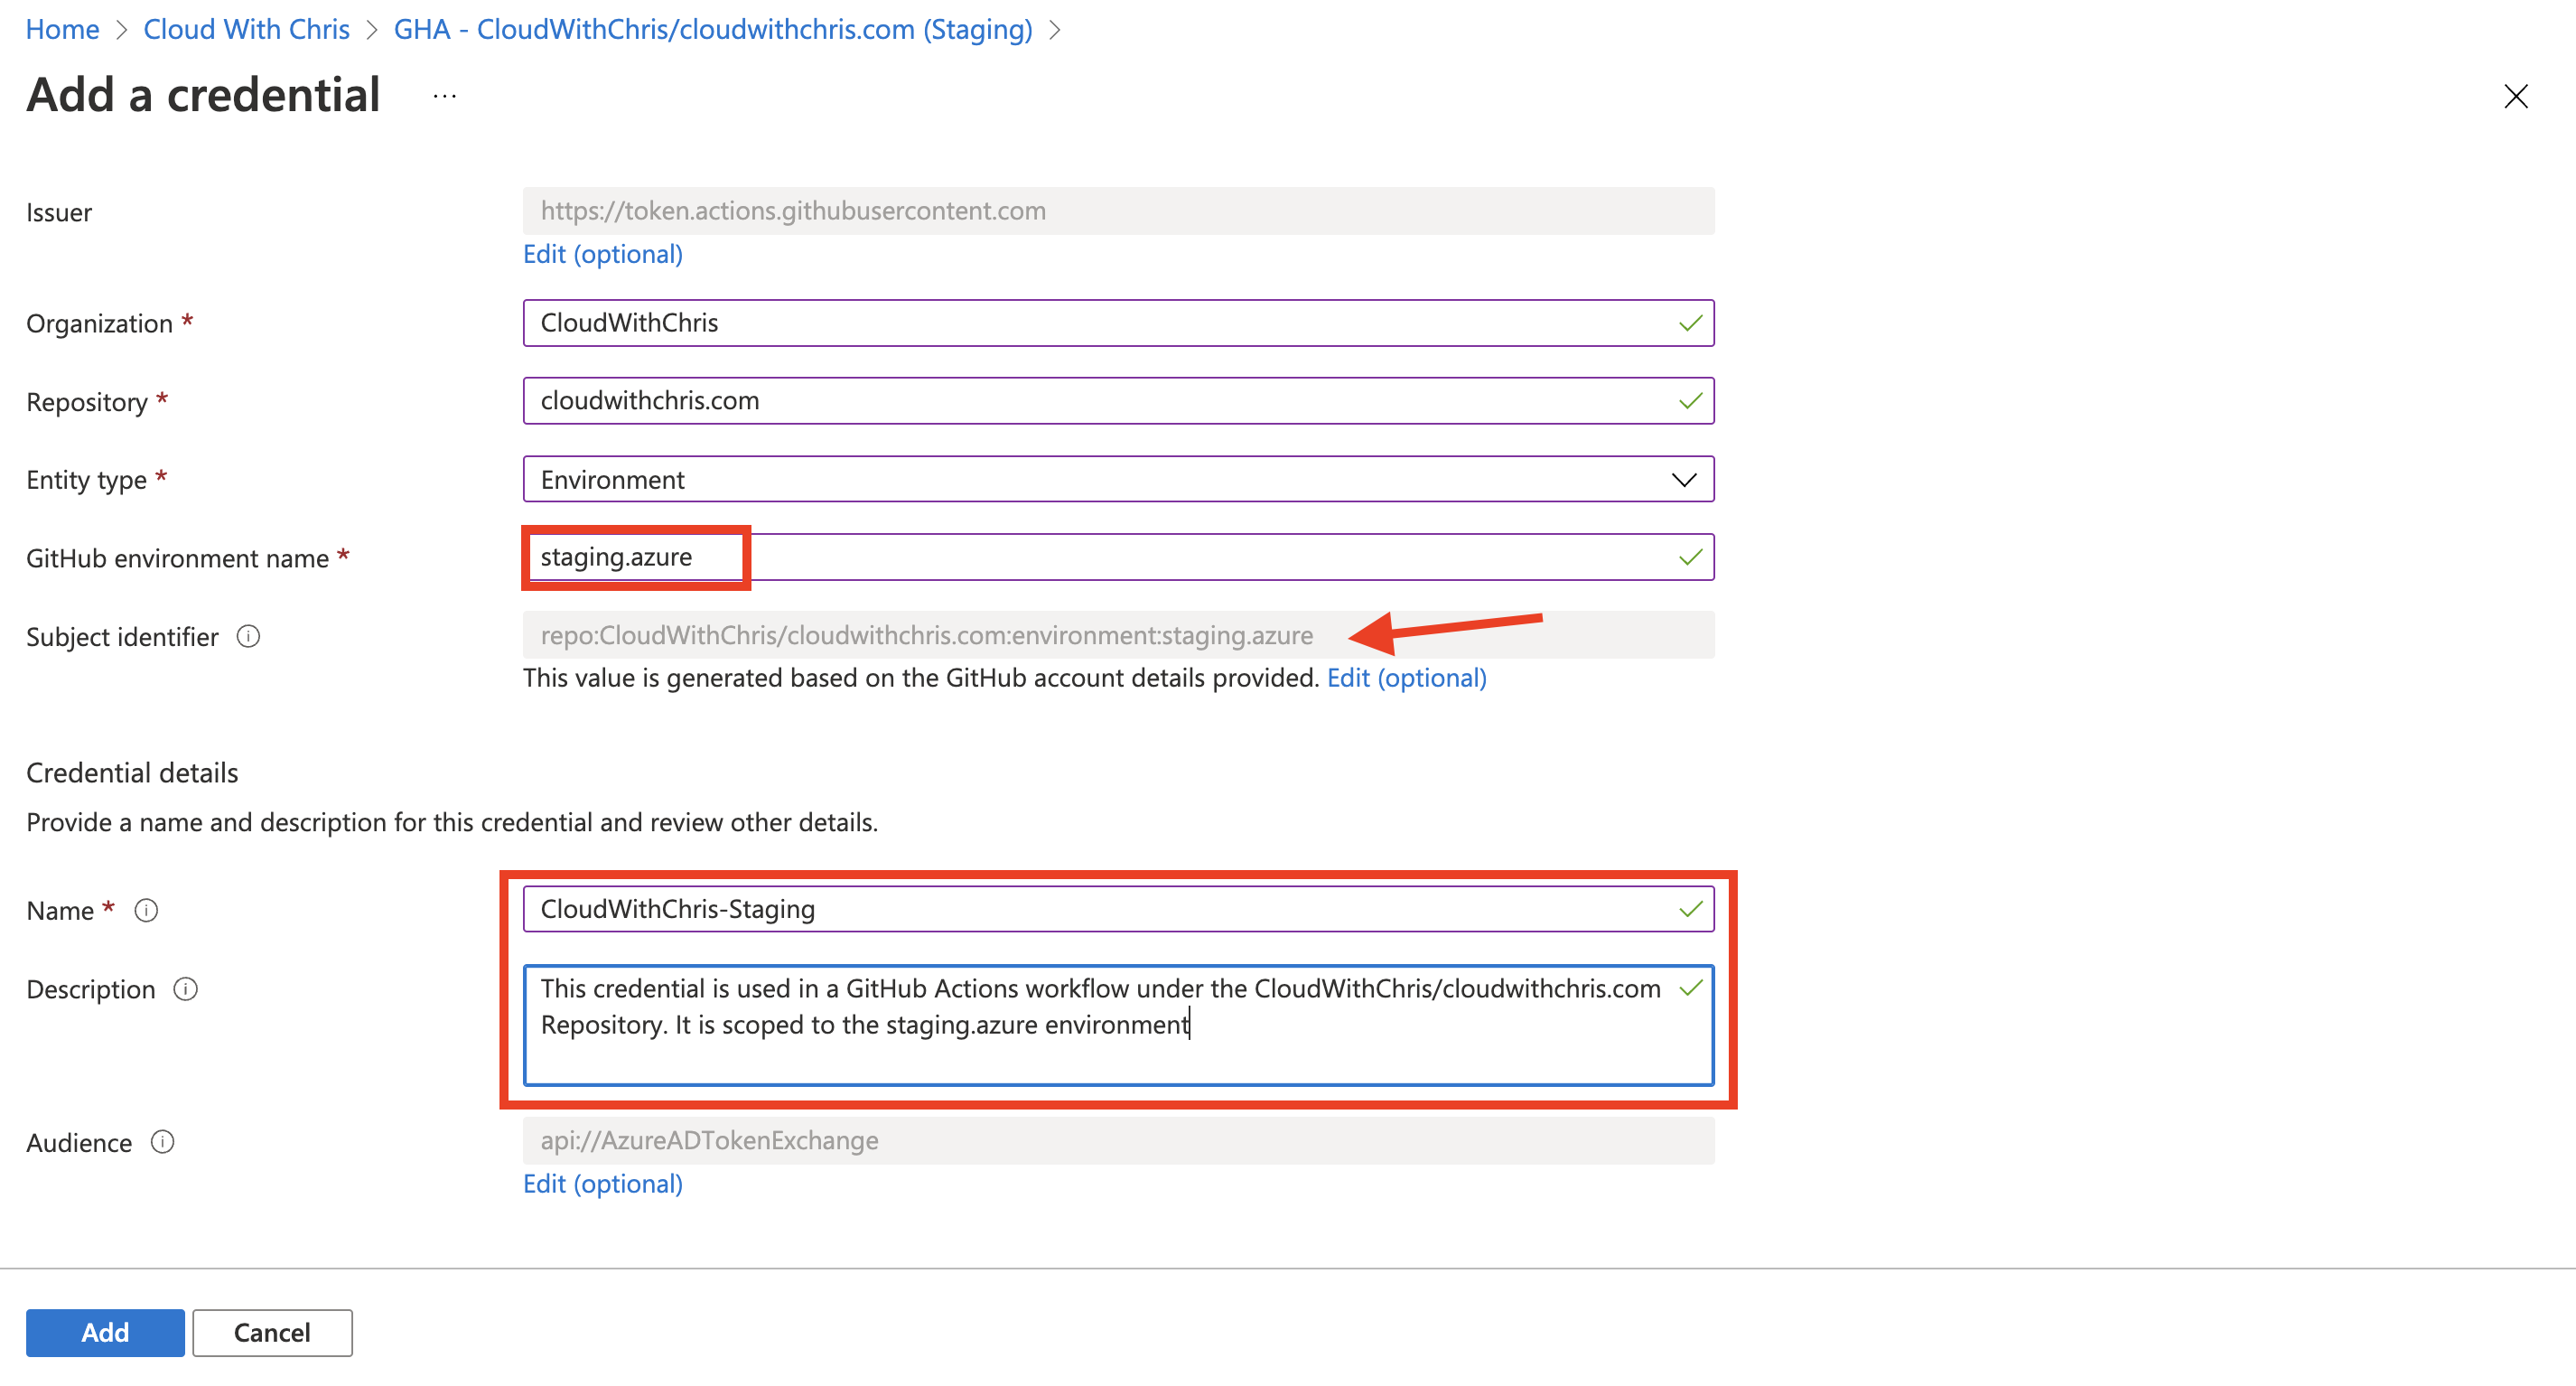 Home > Cloud With Chris > GHA - CloudWithChris/cloudwithchris.com (Staging) >
Add a credential ...
Issuer
https://token.actions.githubusercontent.com
Edit (optional)
Organization *
CloudWithChris
Repository *
cloudwithchris.com
Entity type *
Environment
GitHub environment name *
staging.azure
Subject identifier
repo:CloudWithChris/cloudwithchris.com:environment:staging.azure
This value is generated based on the GitHub account details provided. Edit (optional)
Credential details
Provide a name and description for this credential and review other details.
Name *
CloudWithChris-Staging
Description
This credential is used in a GitHub Actions workflow under the CloudWithChris/cloudwithchris.com
Repository. It is scoped to the staging.azure environment
Audience
api://AzureADTokenExchange
Edit (optional)
Add
Cancel